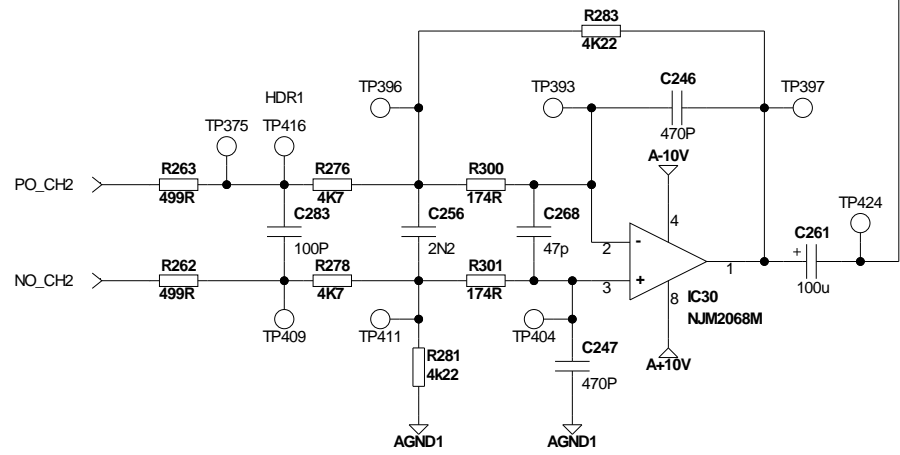 R283
4K22
TP396
TP393
C246
TP397
HDR1
470P
TP375
TP416
A-10V
R263
R276
R300
TP424
PO_CH2
499R
4K7
174R
C283
C256
C268
4
C261
100P
2N2
47p
2
-
+
R262
R278
R301
1
NO_CH2
499R
4K7
174R
3
+
100u
8
IC30
NJM2068M
TP409
TP411
TP404
C247
R281
4k22
A+10V
470P
AGND1
AGND1